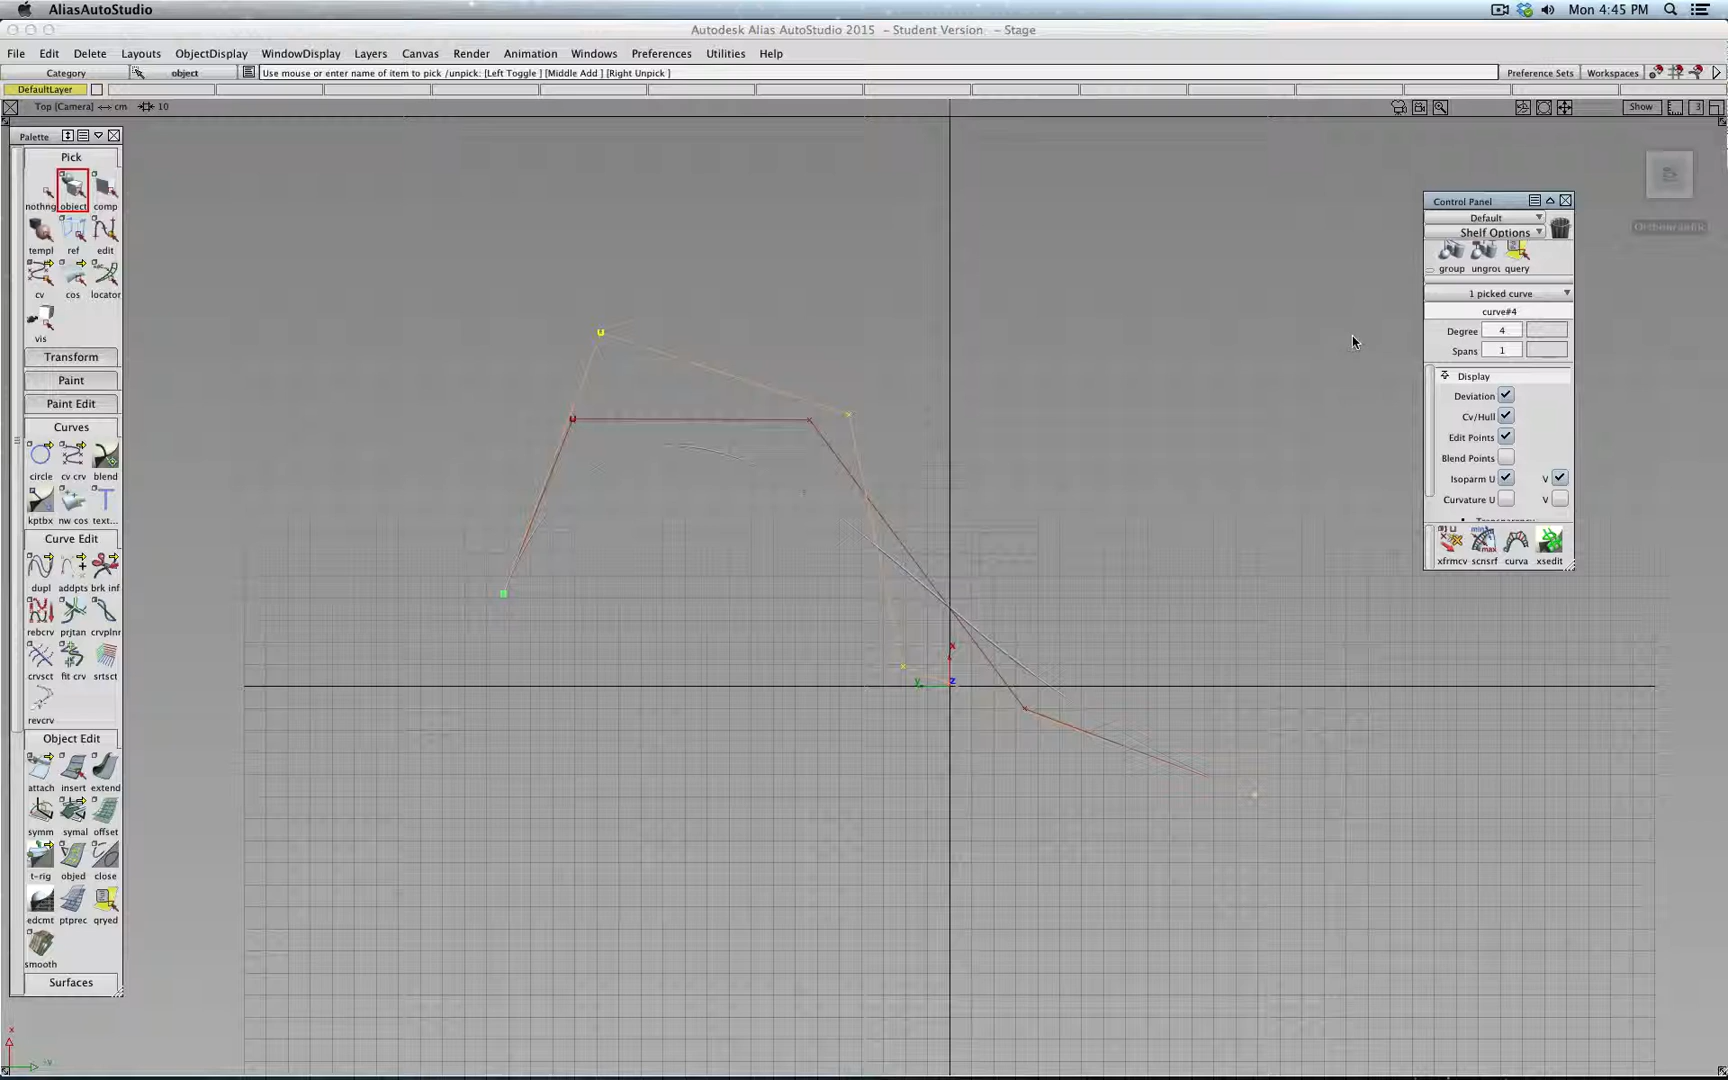 AliasAutoStudio
Mon 4:45 PM
Autodesk Alias AutoStudio 2015 - Student Version - Stage
File Edit Delete Layouts ObjectDisplay WindowDisplay Layers Canvas Render Animation Windows Preferences Utilities Help
Category object Use mouse or enter name of item to pick /unpick: [Left Toggle ] [Middle Add ] [Right Unpick ] Preference Sets Workspaces
DefaultLayer
Top [Camera] cm 10 Show 3
Palette
Pick
nothng object comp
templ ref edit
cv cos locator
vis
Transform
Paint
Paint Edit
Curves
circle cv crv blend
kptbx nw cos text...
Curve Edit
dupl addpts brk inf
rebcrv prjtan crvplnr
crvsct fit crv srtsct
revcrv
Object Edit
attach insert extend
symm symal offset
t-rig objed close
edcmt ptprec qryed
smooth
Surfaces
Control Panel
Default
Shelf Options
group ungrou query
1 picked curve
curve#4
Degree 4
Spans 1
Display
Deviation
Cv/Hull
Edit Points
Blend Points
Isoparm U V
Curvature U V
xfrmcv scnsrf curva xsedit
u
u
x
y z
x